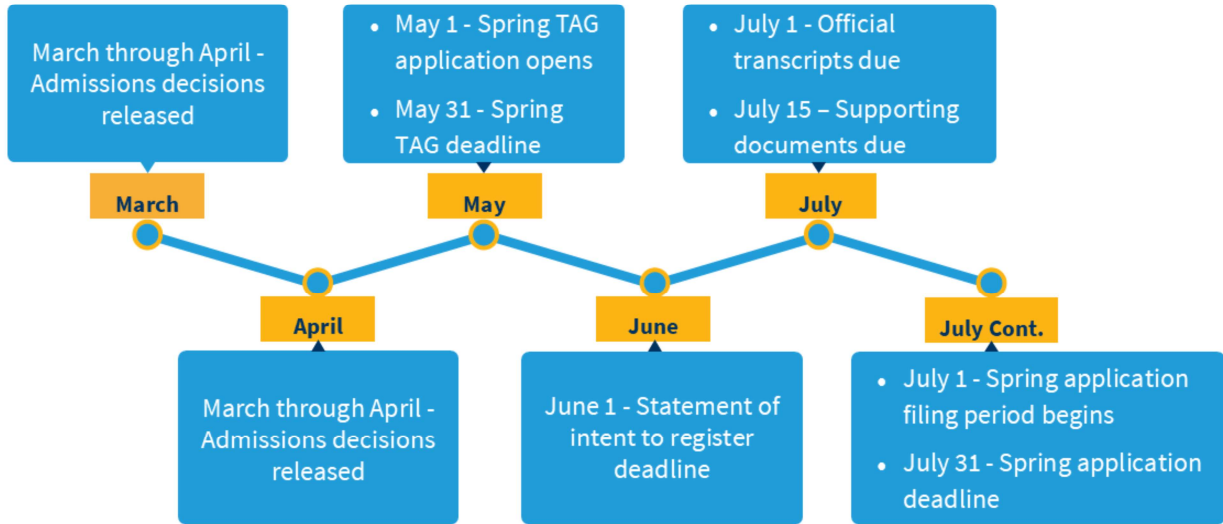 March through April -
Admissions decisions
released
• May 1 - Spring TAG
application opens
• May 31 - Spring
TAG deadline
• July 1 - Official
transcripts due
• July 15 – Supporting
documents due
March
May
July
April
June
July Cont.
March through April -
Admissions decisions
released
June 1 - Statement of
intent to register
deadline
• July 1 - Spring application
filing period begins
• July 31 - Spring application
deadline